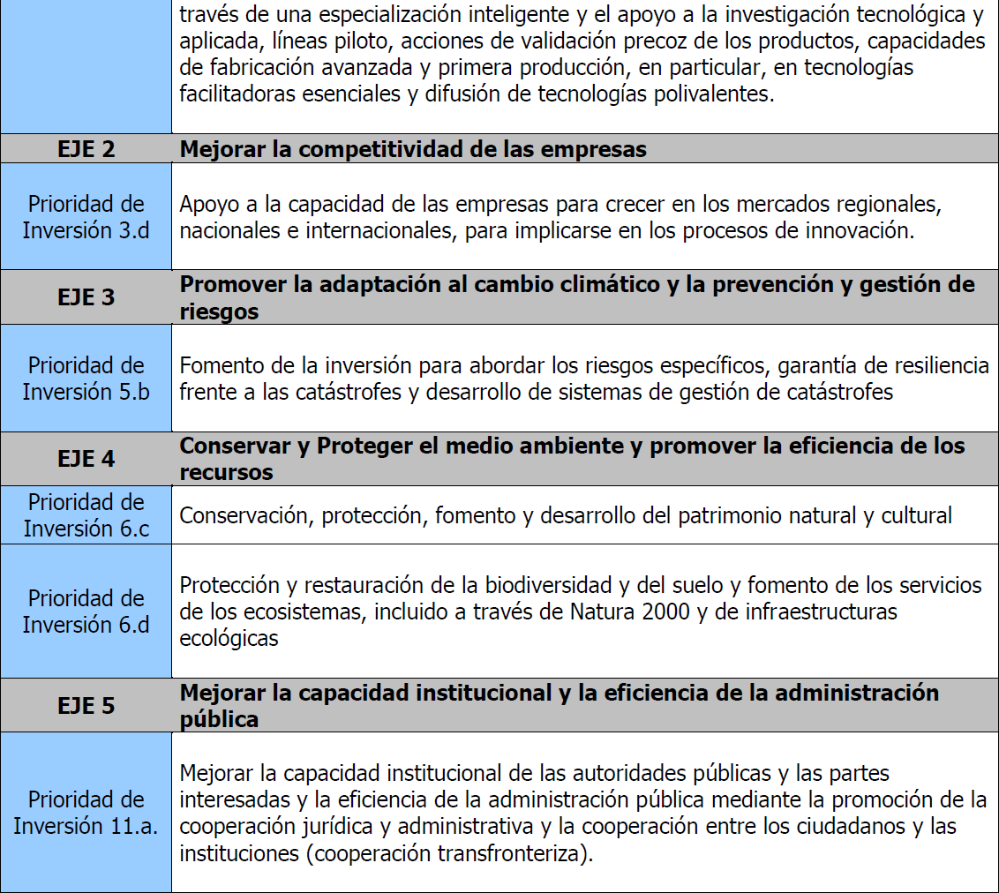 través de una especialización inteligente y el apoyo a la investigación tecnológica y
aplicada, líneas piloto, acciones de validación precoz de los productos, capacidades
de fabricación avanzada y primera producción, en particular, en tecnologías
facilitadoras esenciales y difusión de tecnologías polivalentes.
EJE 2
Mejorar la competitividad de las empresas
Prioridad de
Inversión 3.d
Apoyo a la capacidad de las empresas para crecer en los mercados regionales,
nacionales e internacionales, para implicarse en los procesos de innovación.
EJE 3
Promover la adaptación al cambio climático y la prevención y gestión de
riesgos
Prioridad de
Inversión 5.b
Fomento de la inversión para abordar los riesgos específicos, garantía de resiliencia
frente a las catástrofes y desarrollo de sistemas de gestión de catástrofes
EJE 4
Conservar y Proteger el medio ambiente y promover la eficiencia de los
recursos
Prioridad de
Inversión 6.c
Conservación, protección, fomento y desarrollo del patrimonio natural y cultural
Prioridad de
Inversión 6.d
Protección y restauración de la biodiversidad y del suelo y fomento de los servicios
de los ecosistemas, incluido a través de Natura 2000 y de infraestructuras
ecológicas
EJE 5
Mejorar la capacidad institucional y la eficiencia de la administración
pública
Prioridad de
Inversión 11.a.
Mejorar la capacidad institucional de las autoridades públicas y las partes
interesadas y la eficiencia de la administración pública mediante la promoción de la
cooperación jurídica y administrativa y la cooperación entre los ciudadanos y las
instituciones (cooperación transfronteriza).